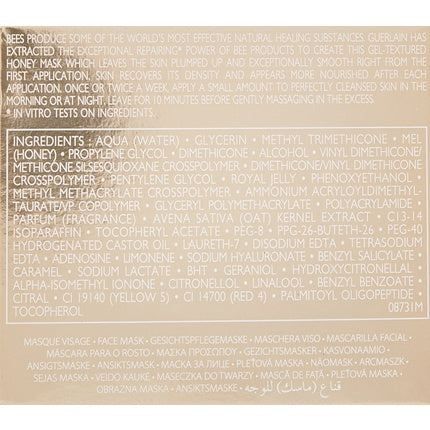 BEES PRODUCE SOME OF THE WORLD'S MOST EFFECTIVE NATURAL HEALING SUBSTANCES. GUERLAIN HAS
EXTRACTED THE EXCEPTIONAL REPAIRING* POWER OF BEE PRODUCTS TO CREATE THIS GEL-TEXTURED
HONEY MASK WHICH LEAVES THE SKIN PLUMPED UP AND EXCEPTIONALLY SMOOTH RIGHT FROM THE
FIRST APPLICATION, SKIN RECOVERS ITS DENSITY AND APPEARS MORE NOURISHED AFTER EACH
APPLICATION. ONCE OR TWICE A WEEK, APPLY A SMALL AMOUNT TO PERFECTLY CLEANSED SKIN IN THE
MORNING OR AT NIGHT. LEAVE FOR 10 MINUTES BEFORE GENTLY MASSAGING IN THE EXCESS.
* IN VITRO TESTS ON INGREDIENTS.
INGREDIENTS : AQUA (WATER) • GLYCERIN • METHYL TRIMETHICONE • MEL
(HONEY) • PROPYLENE GLYCOL • DIMETHICONE • ALCOHOL • VINYL DIMETHICONE/
METHICONE SILSESQUIOXANE CROSSPOLYMER • DIMETHICONE/VINYL DIMETHICONE
CROSSPOLYMER • PENTYLENE GLYCOL • ROYAL JELLY • PHENOXYETHANOL •
METHYL METHACRYLATE CROSSPOLYMER • AMMONIUM ACRYLOYLDIMETHYL-
TAURATE/VP COPOLYMER • GLYCERYL POLYMETHACRYLATE • POLYACRYLAMIDE •
PARFUM (FRAGRANCE) • AVENA SATIVA (OAT) KERNEL EXTRACT • C13-14
ISOPARAFFIN • TOCOPHERYL ACETATE • PEG-8 • PPG-26-BUTETH-26 • PEG-40
HYDROGENATED CASTOR OIL • LAURETH-7 • DISODIUM EDTA • TETRASODIUM
EDTA • ADENOSINE • LIMONENE • SODIUM HYALURONATE • BENZYL SALICYLATE •
CARAMEL • SODIUM LACTATE • BHT • GERANIOL • HYDROXYCITRONELLAL •
ALPHA-ISOMETHYL IONONE • CITRONELLOL • LINALOOL • BENZYL BENZOATE •
CITRAL • CI 19140 (YELLOW 5) • CI 14700 (RED 4) • PALMITOYL OLIGOPEPTIDE •
TOCOPHEROL 08731M
MASQUE VISAGE • FACE MASK • GESICHTSPFLEGEMASKE • MASCHERA VISO • MASCARILLA FACIAL •
MÁSCARA PARA O ROSTO • ΜΑΣΚΑ ΠΡΟΣΩΠΟΥ • GEZICHTSMASKER • KASVONAAMIO •
ANSIGTSMASKE • ANSIKTSMASK • МАСКА ДЛЯ ЛИЦА • PLEŤOVÁ MASKA • NÄOMASK • ARCMASZK •
SEJAS MASKA • VEIDO KAUKĖ • MASECZKA DO TWARZY • MASCĂ DE FAȚĂ • PLEŤOVÁ MASKA •
OBRAZNA MASKA • ANSIKTSMASKE • قناع (ماسك) للوجه